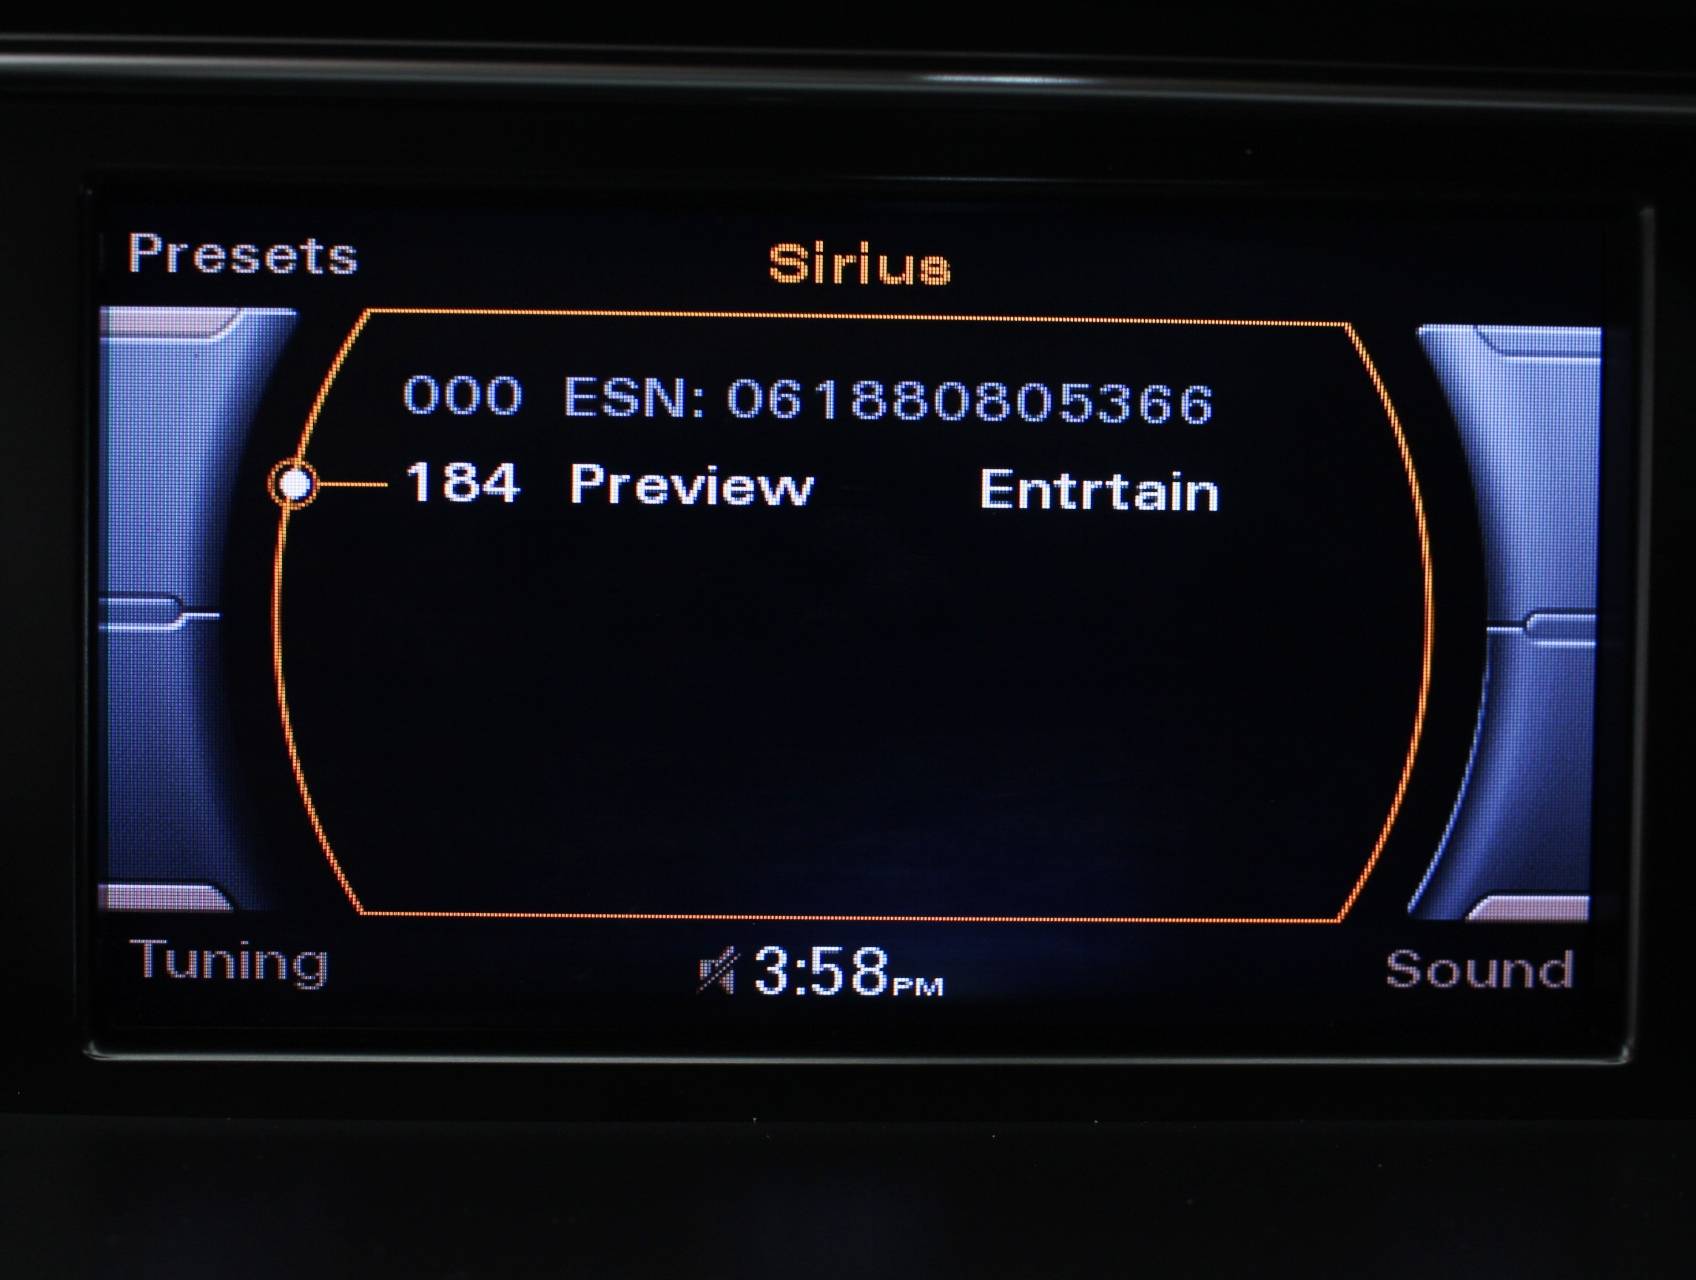 Presets
Sirius
000 ESN: 061880805366
184 Preview Entrtain
Tuning
3:58PM
Sound